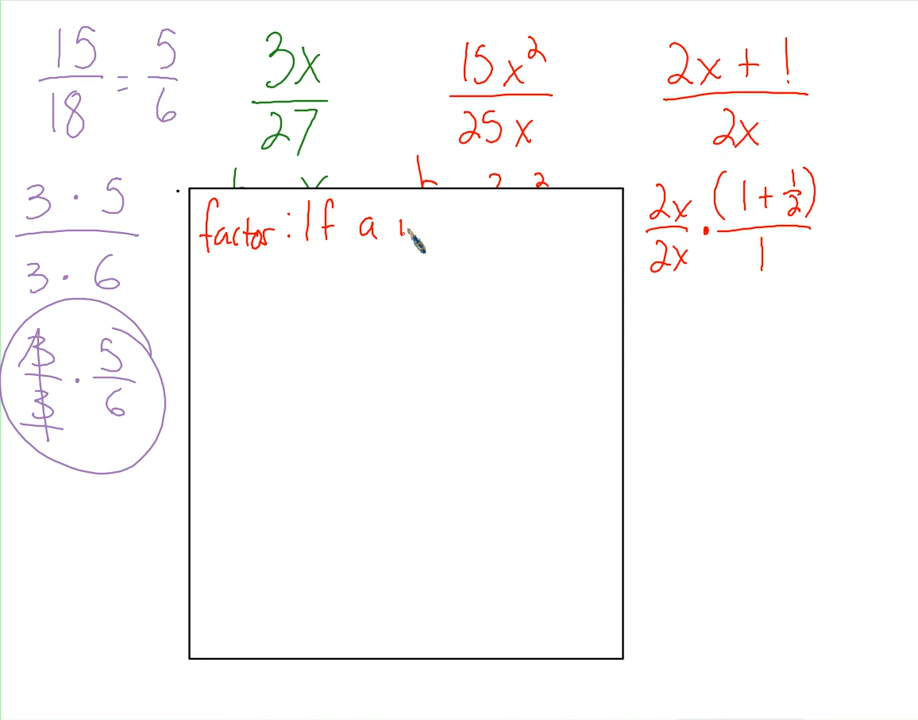 15/18 = 5/6
3x/27
15x²/25x
2x + !/2x
3 · 5/3 · 6
2x/2x · (1 + 1/2)/1
factor: If a
3/3 · 5/6